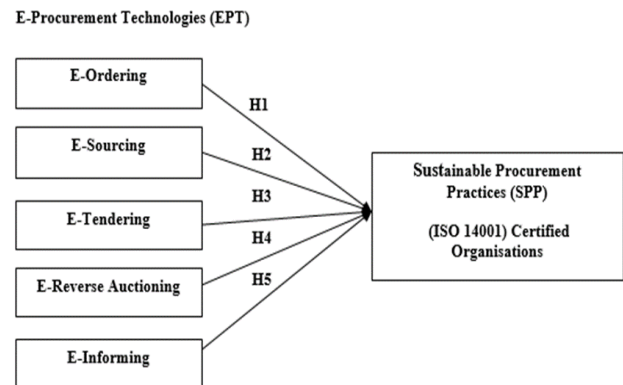 E-Procurement Technologies (EPT)
E-Ordering
H1
E-Sourcing
H2
Sustainable Procurement
Practices (SPP)
(ISO 14001) Certified
Organisations
H3
E-Tendering
H4
E-Reverse Auctioning
H5
E-Informing